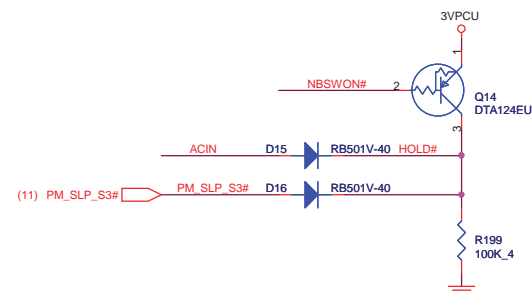 3VPCU
1
NBSWON# 2
Q14
DTA124EU
3
ACIN D15 RB501V-40 HOLD#
(11) PM_SLP_S3# PM_SLP_S3# D16 RB501V-40
R199
100K_4